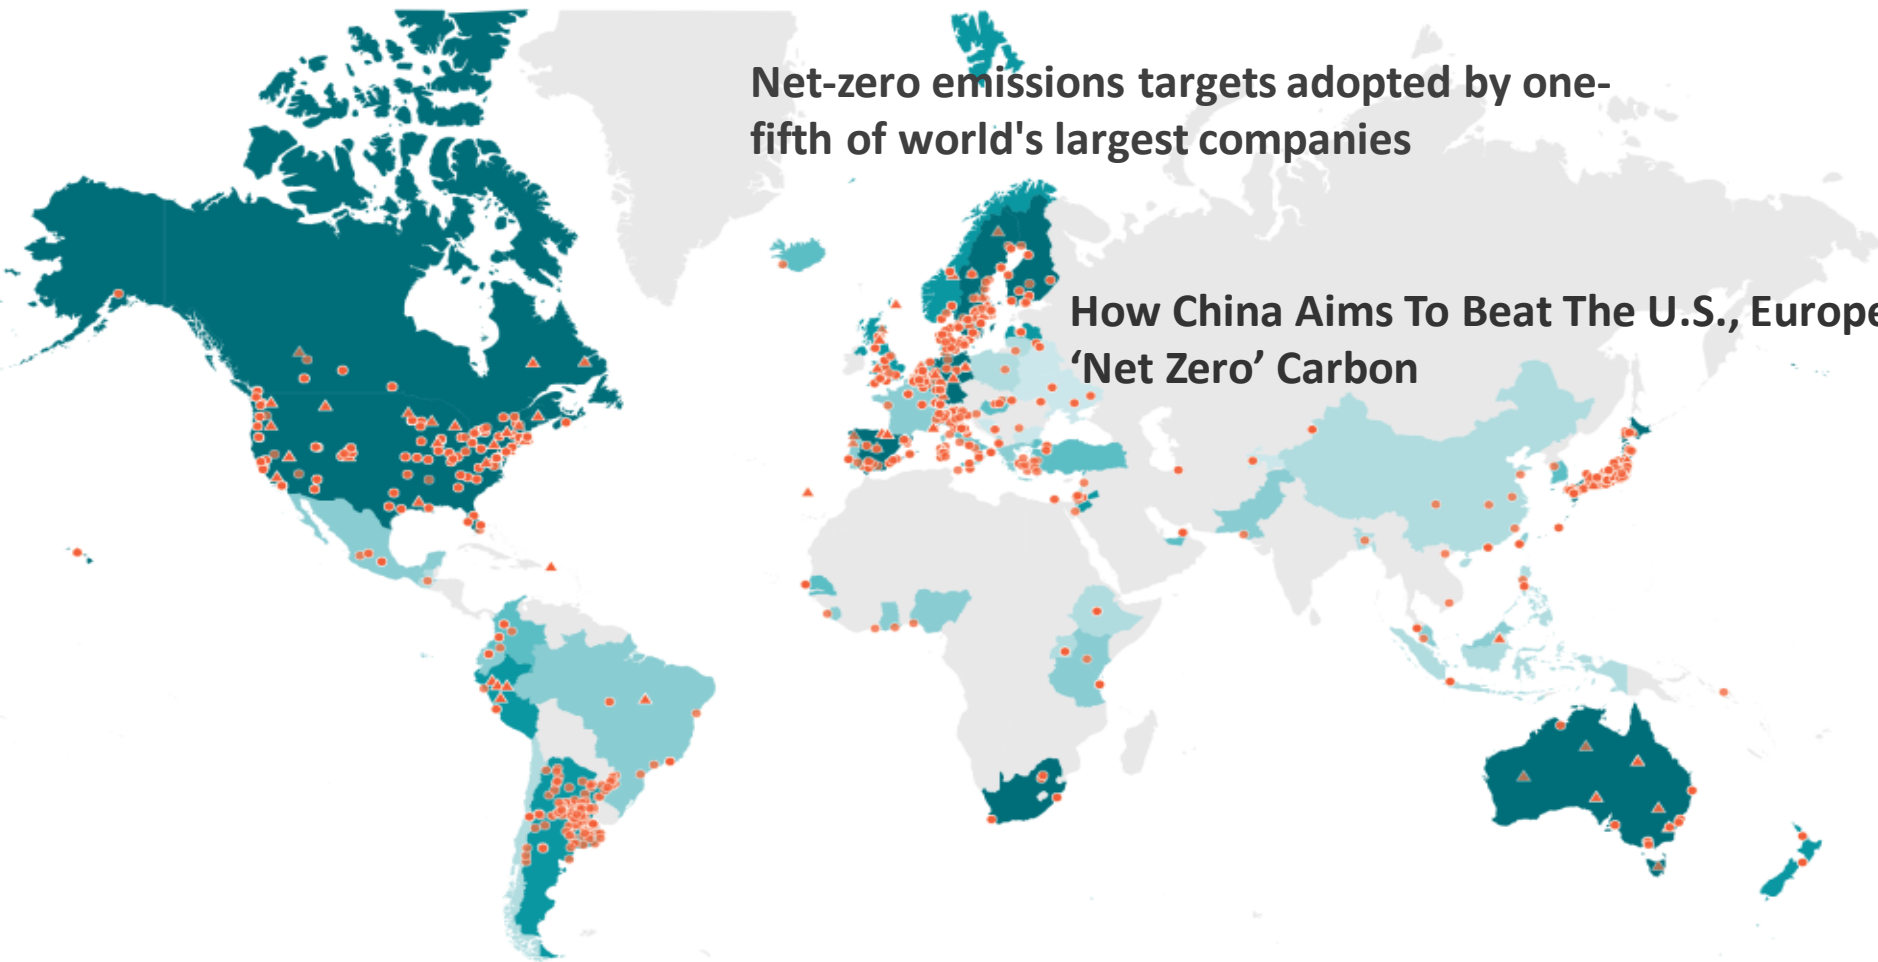 Net-zero emissions targets adopted by one-
fifth of world's largest companies
How China Aims To Beat The U.S., Europe
‘Net Zero’ Carbon